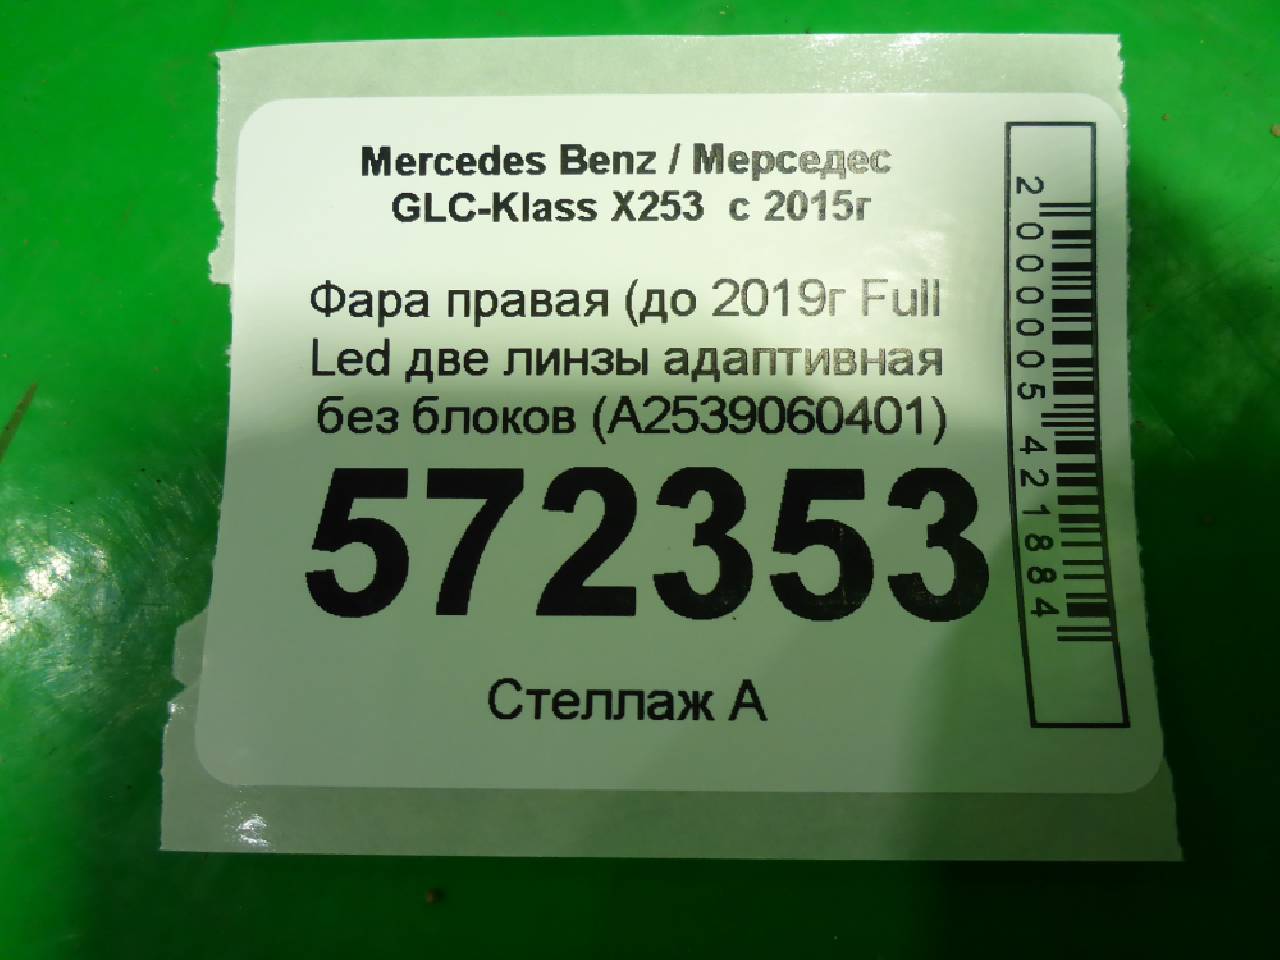 Mercedes Benz / Мерседес
GLC-Klass X253 с 2015г
Фара правая (до 2019г Full
Led две линзы адаптивная
без блоков (A2539060401)
572353
Стеллаж А
2000005421884